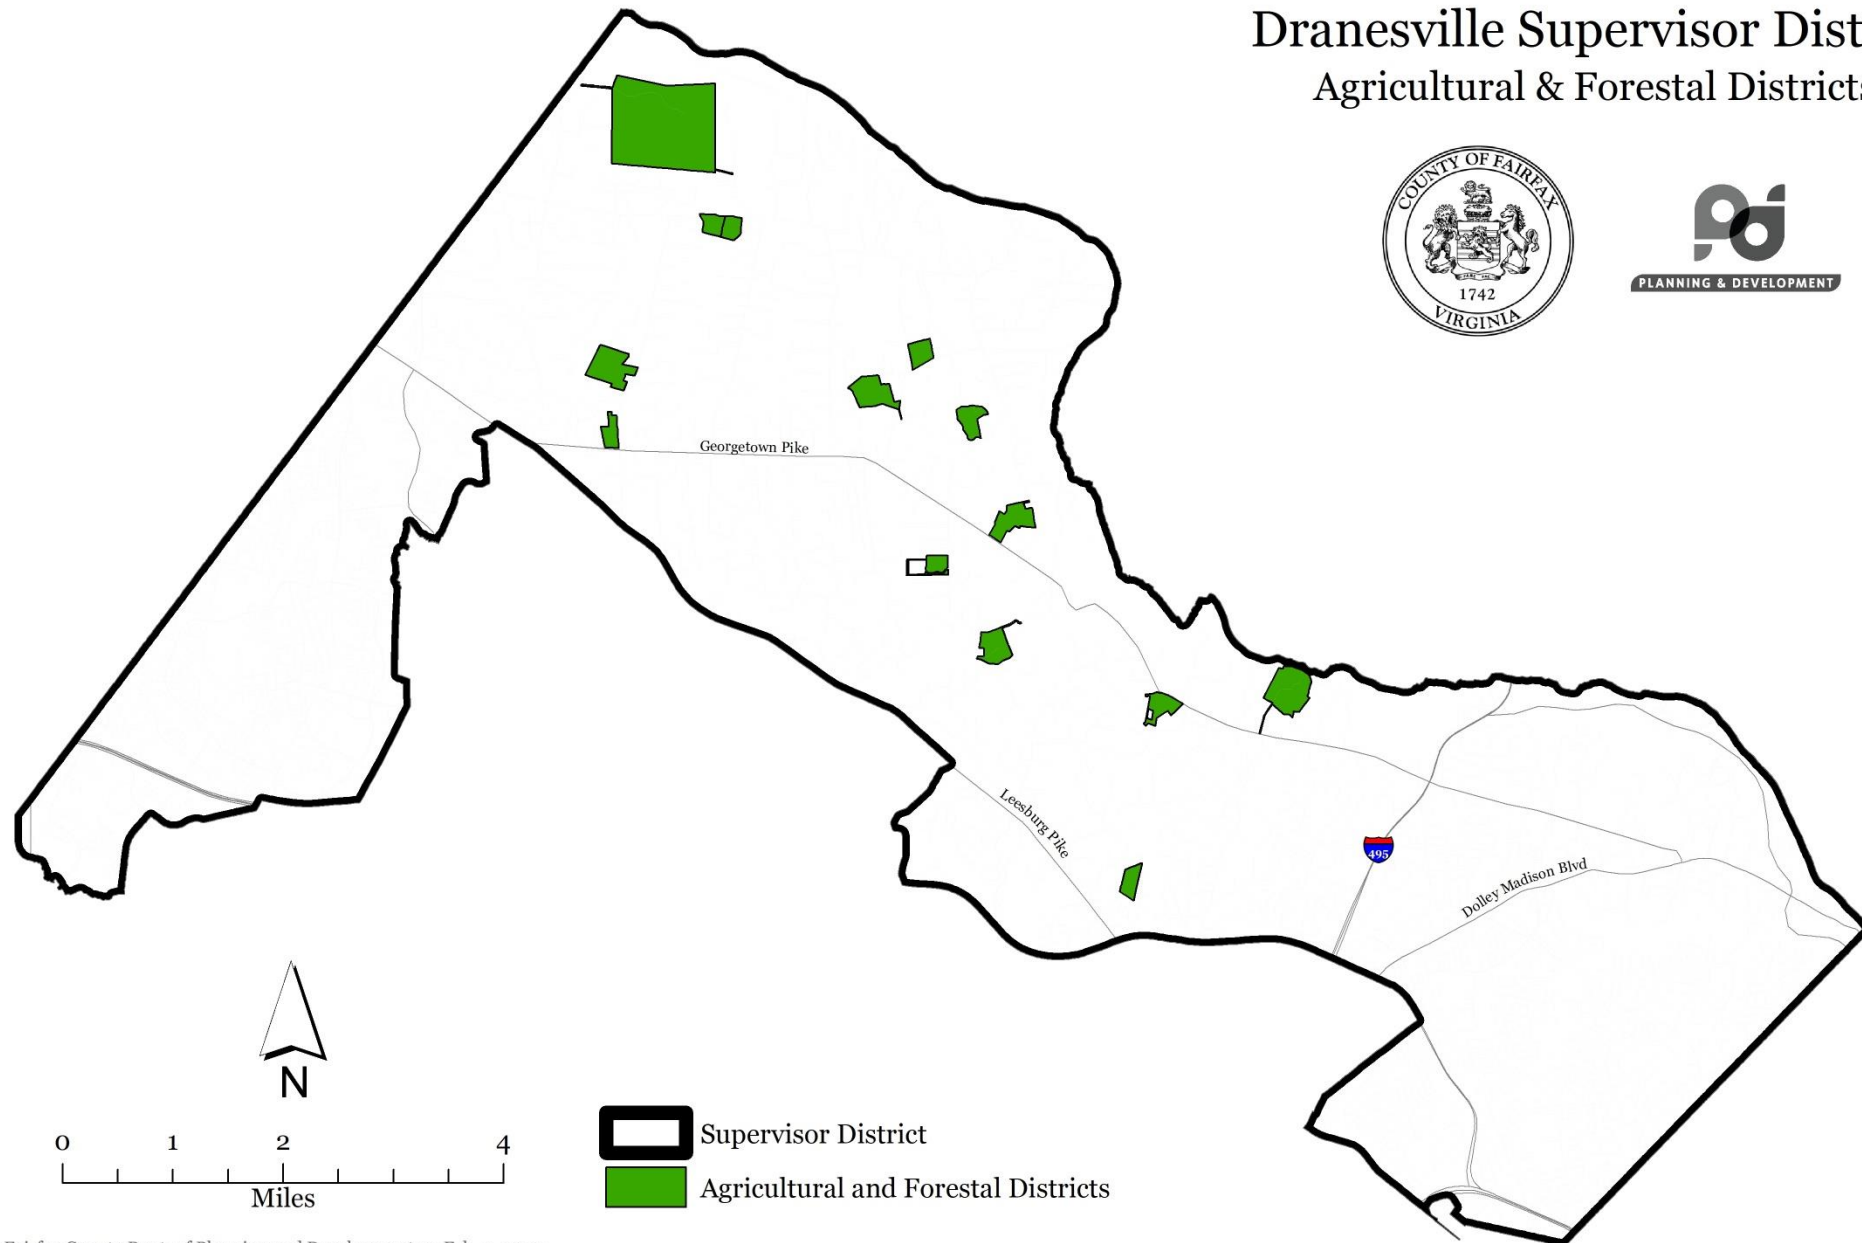 Dranesville Supervisor Dist
Agricultural & Forestal Districts
COUNTY OF FAIRFAX
1742
VIRGINIA
PLANNING & DEVELOPMENT
Georgetown Pike
Leesburg Pike
495
Dolley Madison Blvd
N
0 1 2 4
Miles
Supervisor District
Agricultural and Forestal Districts